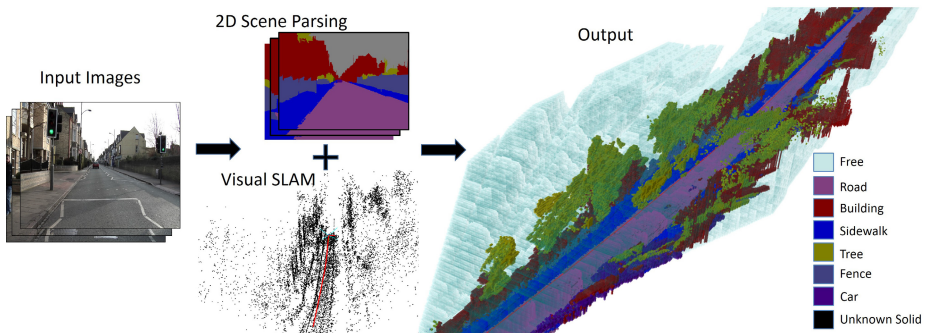 2D Scene Parsing
Input Images
Output
Visual SLAM
Free
Road
Building
Sidewalk
Tree
Fence
Car
Unknown Solid